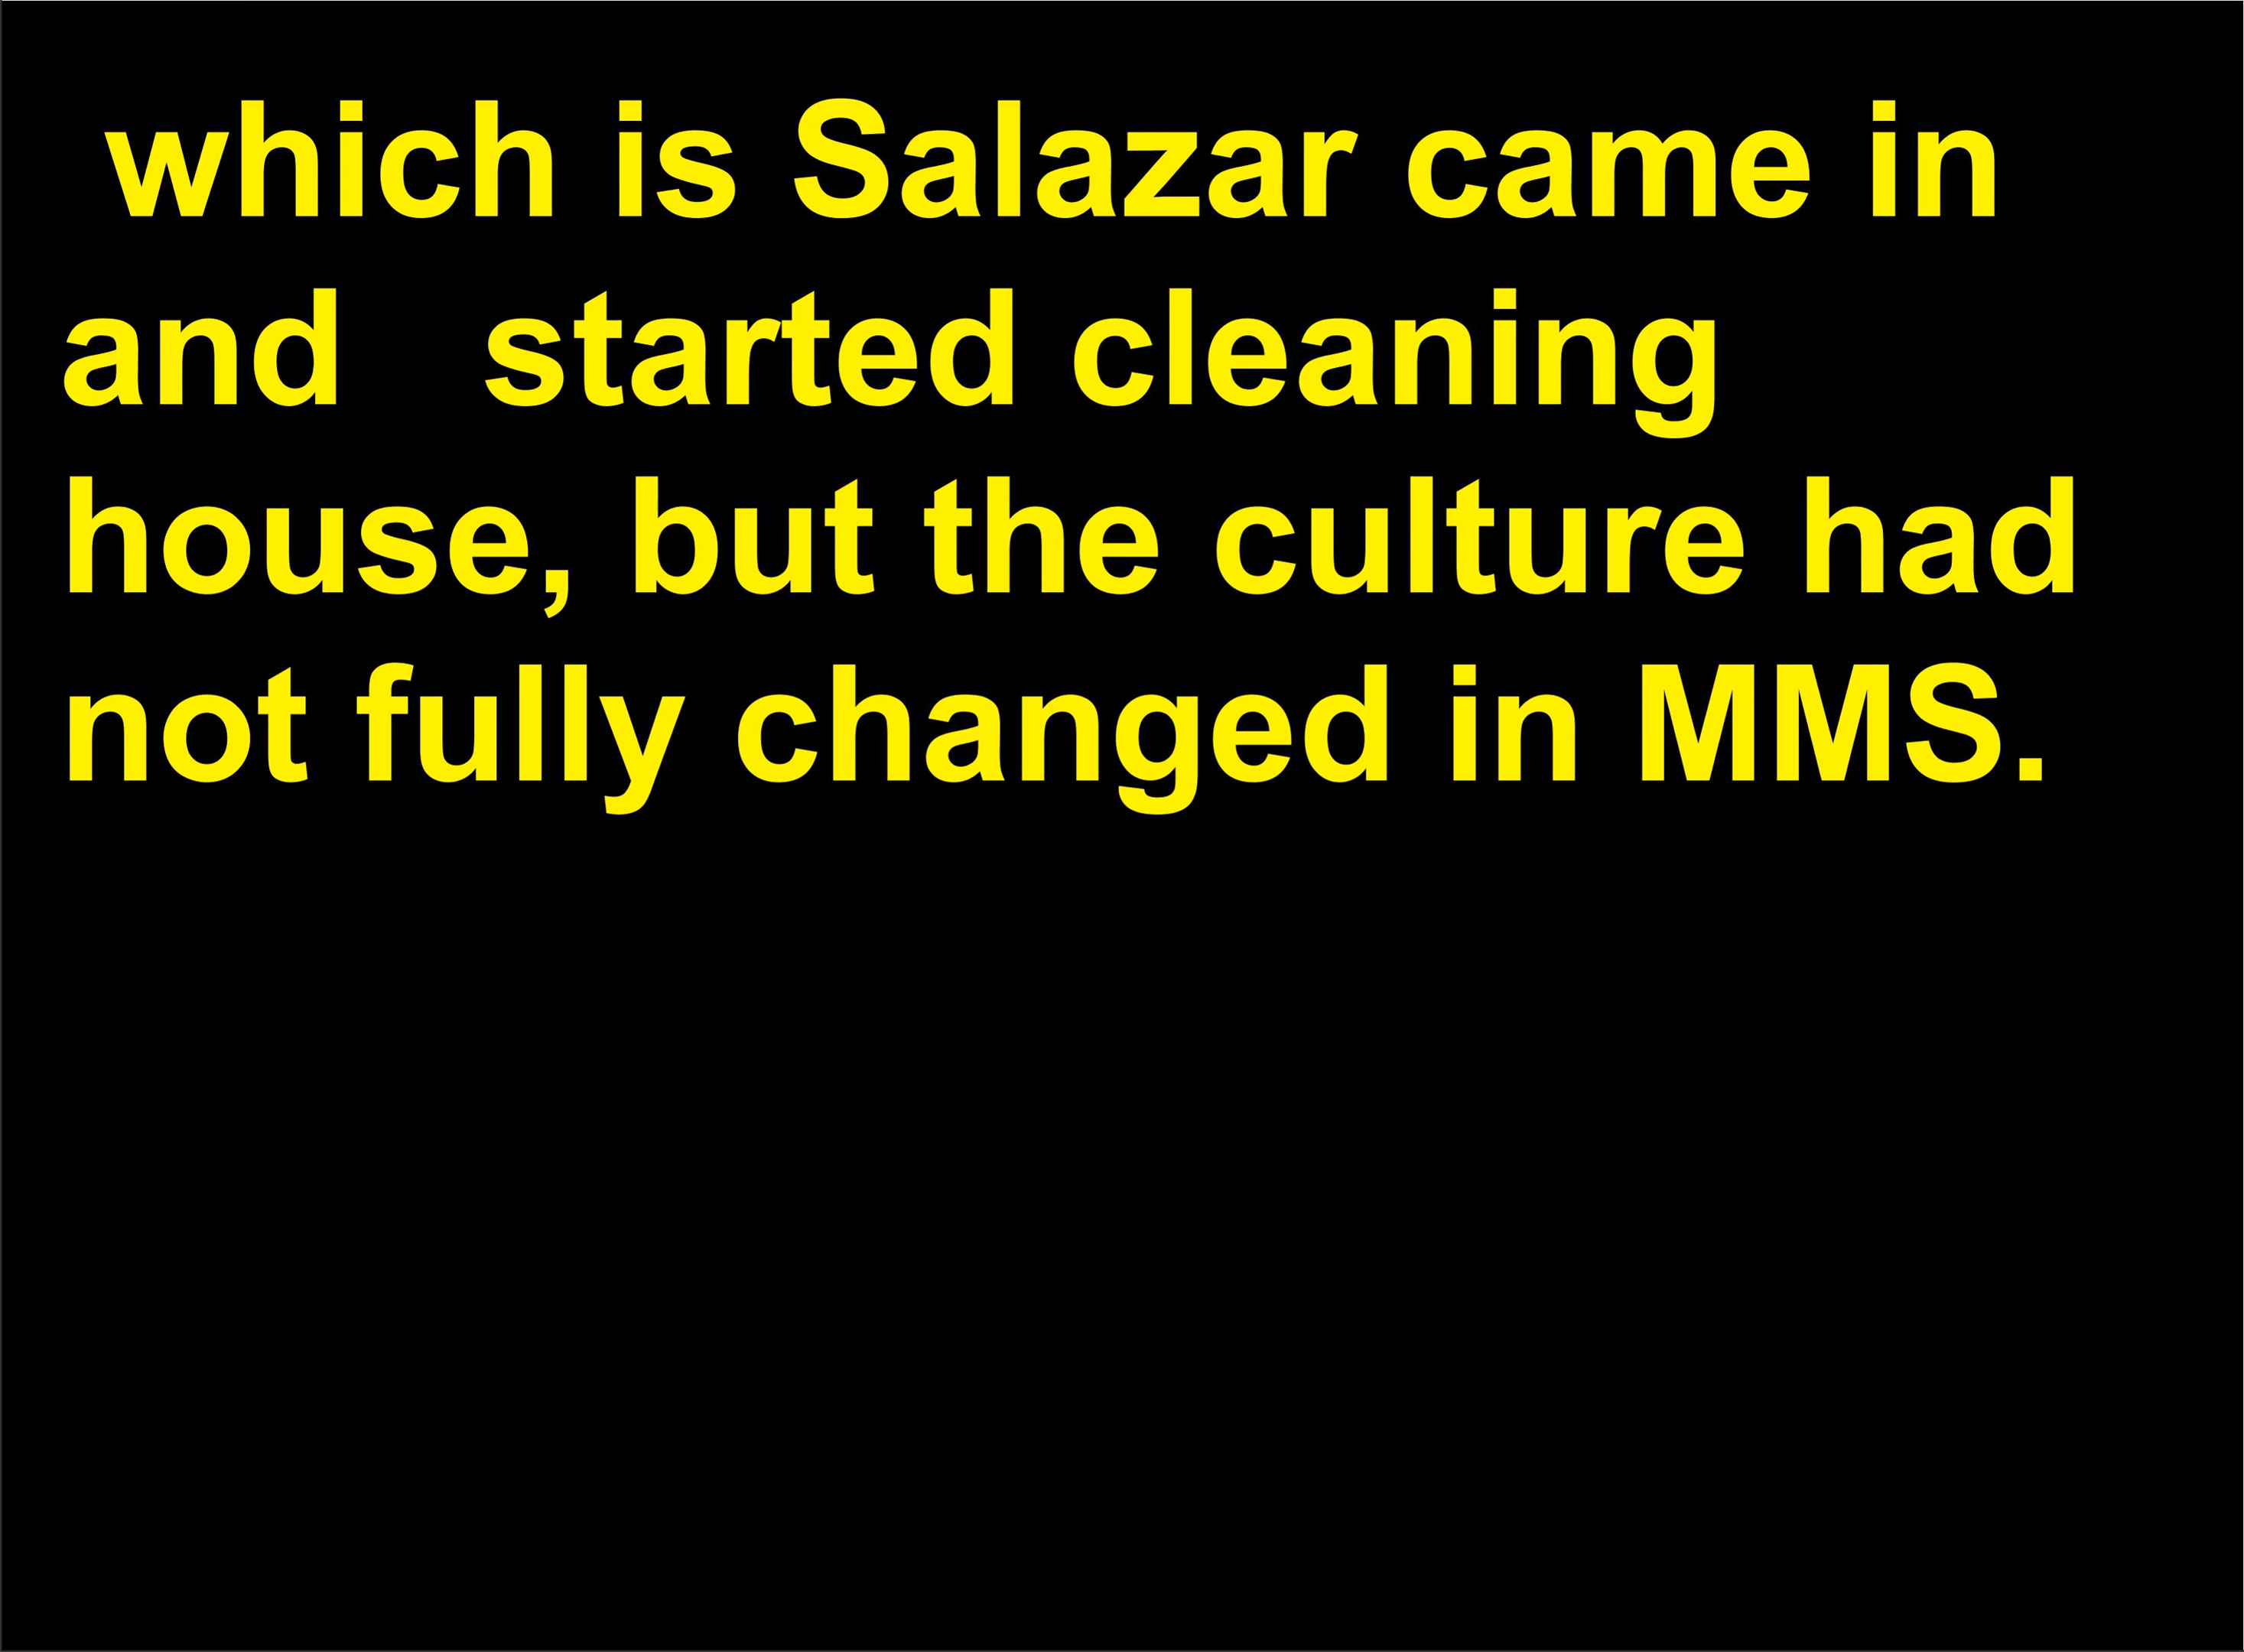 which is Salazar came in
and   started cleaning
house, but the culture had
not fully changed in MMS.